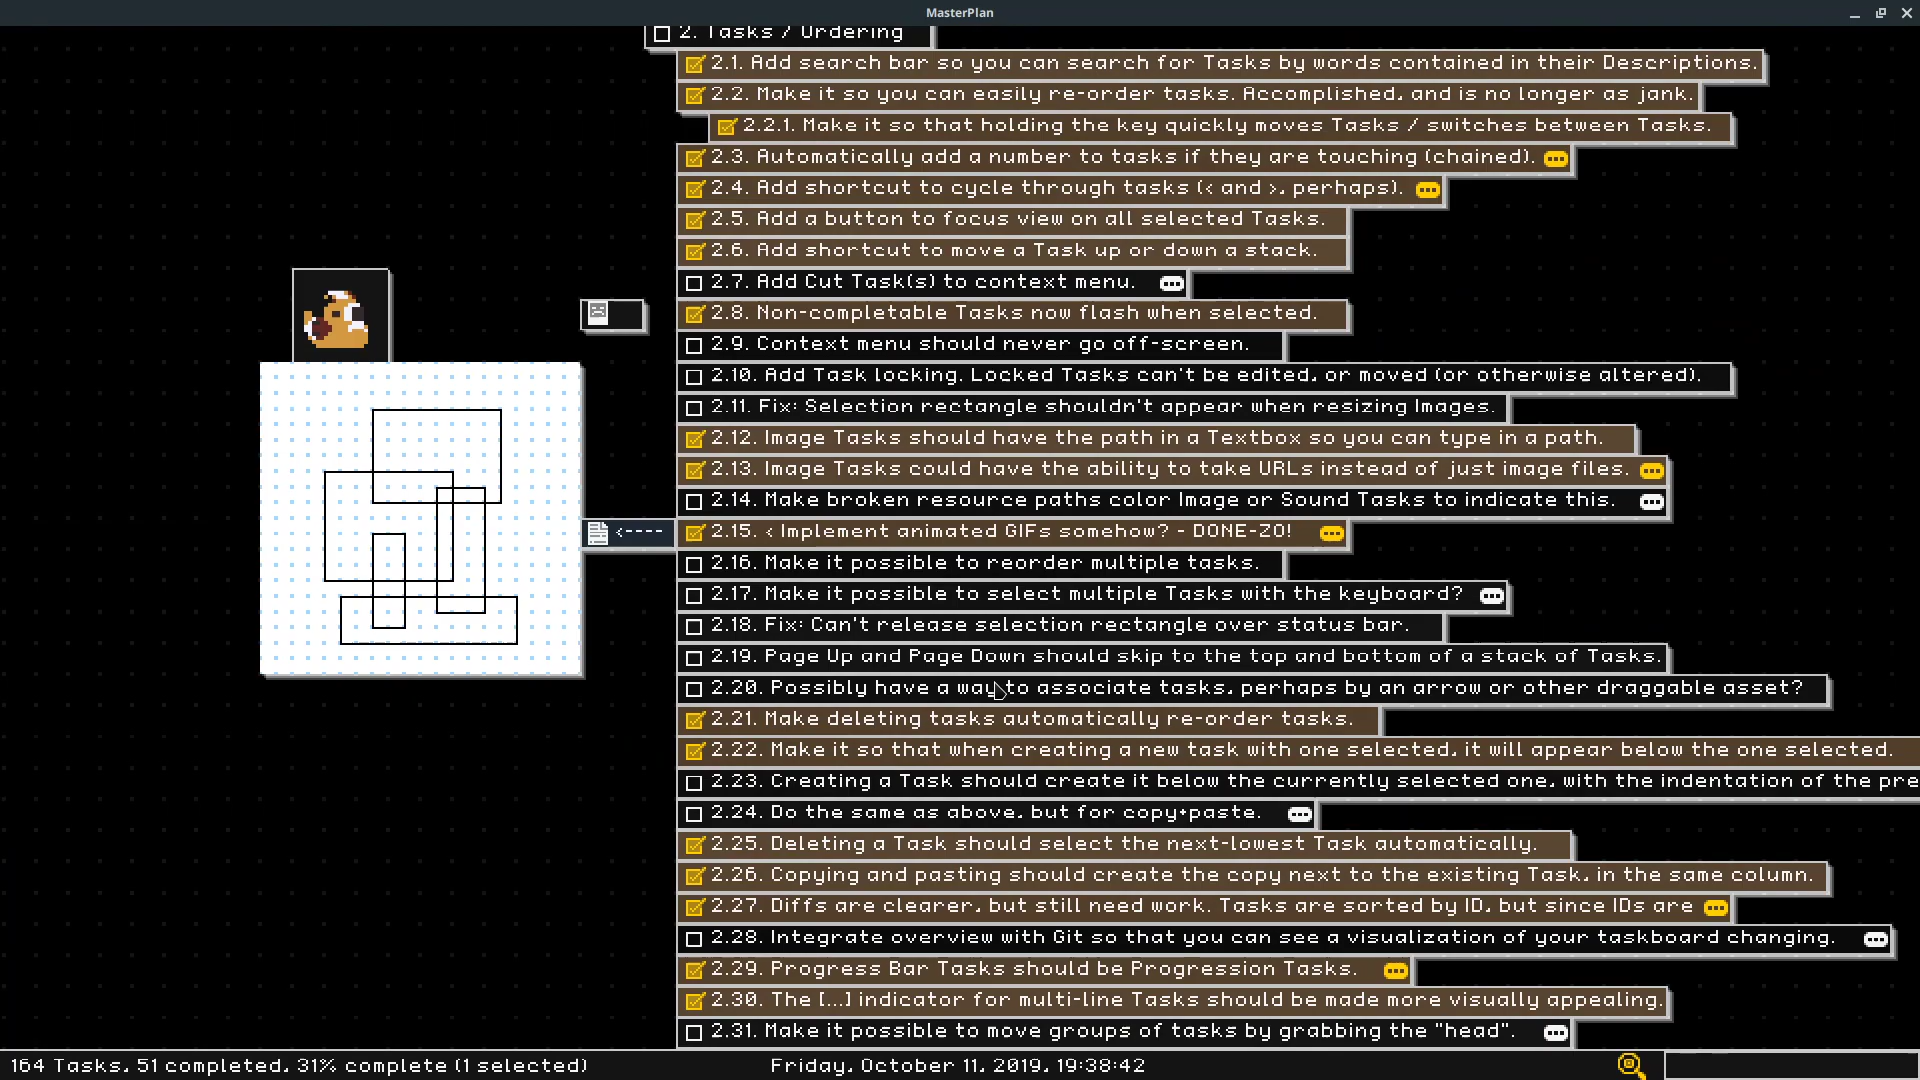 MasterPlan
2. Tasks / Ordering
2.1. Add search bar so you can search for Tasks by words contained in their Descriptions.
2.2. Make it so you can easily re-order tasks. Accomplished, and is no longer as jank.
2.2.1. Make it so that holding the key quickly moves Tasks / switches between Tasks.
2.3. Automatically add a number to tasks if they are touching (chained).
2.4. Add shortcut to cycle through tasks (< and >, perhaps).
2.5. Add a button to focus view on all selected Tasks.
2.6. Add shortcut to move a Task up or down a stack.
2.7. Add Cut Task(s) to context menu.
2.8. Non-completable Tasks now flash when selected.
2.9. Context menu should never go off-screen.
2.10. Add Task locking. Locked Tasks can't be edited, or moved (or otherwise altered).
2.11. Fix: Selection rectangle shouldn't appear when resizing Images.
2.12. Image Tasks should have the path in a Textbox so you can type in a path.
2.13. Image Tasks could have the ability to take URLs instead of just image files.
2.14. Make broken resource paths color Image or Sound Tasks to indicate this.
<---- 2.15. < Implement animated GIFs somehow? - DONE-ZO!
2.16. Make it possible to reorder multiple tasks.
2.17. Make it possible to select multiple Tasks with the keyboard?
2.18. Fix: Can't release selection rectangle over status bar.
2.19. Page Up and Page Down should skip to the top and bottom of a stack of Tasks.
2.20. Possibly have a way to associate tasks, perhaps by an arrow or other draggable asset?
2.21. Make deleting tasks automatically re-order tasks.
2.22. Make it so that when creating a new task with one selected, it will appear below the one selected.
2.23. Creating a Task should create it below the currently selected one, with the indentation of the pre
2.24. Do the same as above, but for copy+paste.
2.25. Deleting a Task should select the next-lowest Task automatically.
2.26. Copying and pasting should create the copy next to the existing Task, in the same column.
2.27. Diffs are clearer, but still need work. Tasks are sorted by ID, but since IDs are
2.28. Integrate overview with Git so that you can see a visualization of your taskboard changing.
2.29. Progress Bar Tasks should be Progression Tasks.
2.30. The [...] indicator for multi-line Tasks should be made more visually appealing.
2.31. Make it possible to move groups of tasks by grabbing the "head".
164 Tasks, 51 completed, 31% complete (1 selected)
Friday, October 11, 2019, 19:38:42